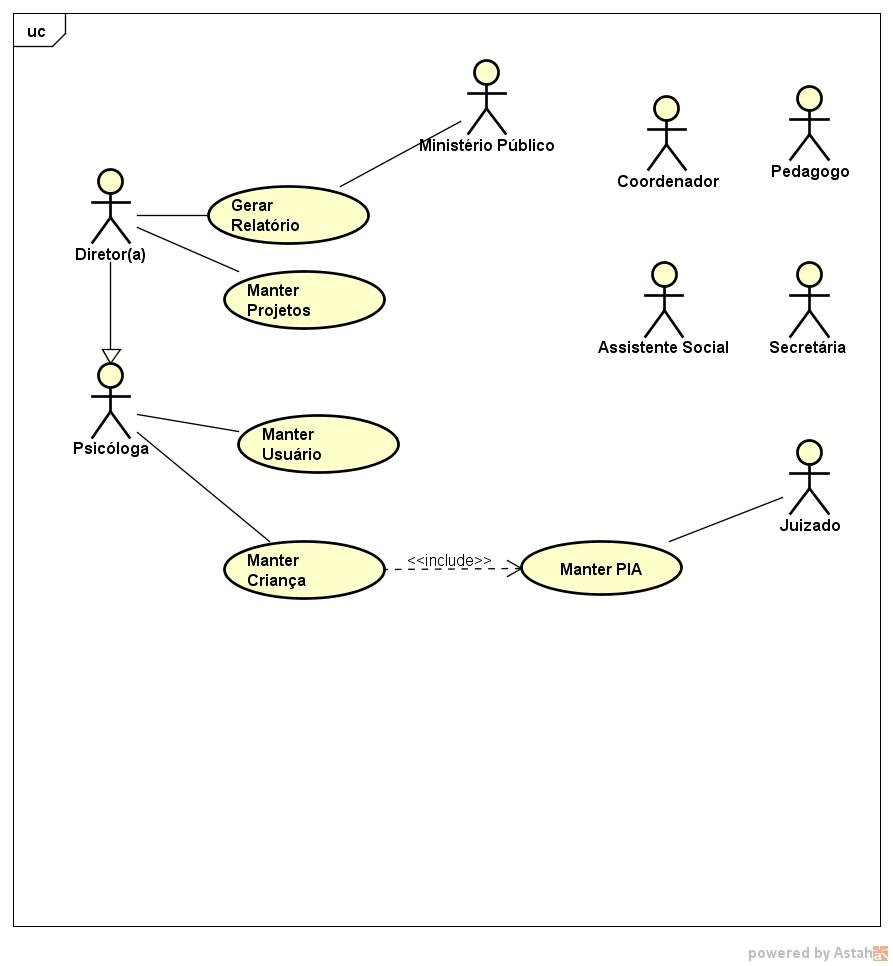 uc
Ministério Público
Coordenador
Pedagogo
Diretor(a)
Gerar
Relatório
Manter
Projetos
Assistente Social
Secretária
Psicóloga
Manter
Usuário
Juizado
Manter
Criança
<<include>>
Manter PIA
powered by Astah